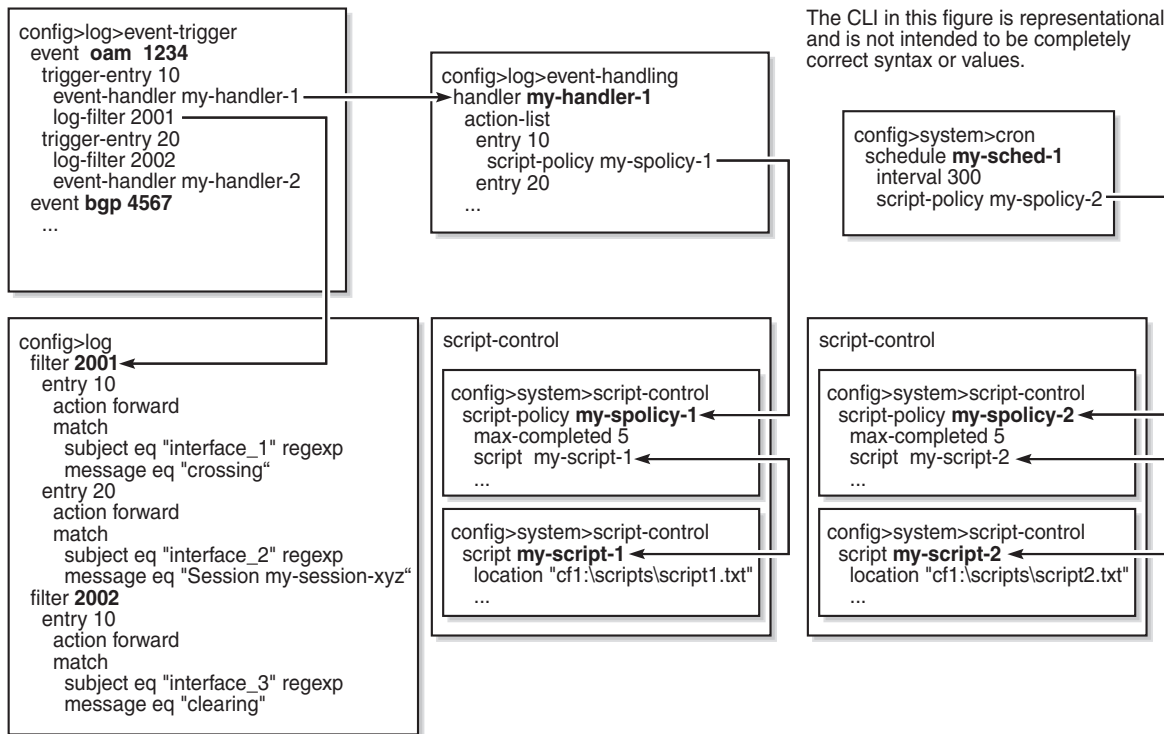 config>log>event-trigger
event oam 1234
trigger-entry 10
event-handler my-handler-1
log-filter 2001
trigger-entry 20
log-filter 2002
event-handler my-handler-2
event bgp 4567
...
config>log>event-handling
handler my-handler-1
action-list
entry 10
script-policy my-spolicy-1
entry 20
...
The CLI in this figure is representational
and is not intended to be completely
correct syntax or values.
config>system>cron
schedule my-sched-1
interval 300
script-policy my-spolicy-2
config>log
filter 2001
entry 10
action forward
match
subject eq "interface_1" regexp
message eq "crossing“
entry 20
action forward
match
subject eq "interface_2" regexp
message eq "Session my-session-xyz“
filter 2002
entry 10
action forward
match
subject eq "interface_3" regexp
message eq "clearing"
script-control
config>system>script-control
script-policy my-spolicy-1
max-completed 5
script my-script-1
...
config>system>script-control
script my-script-1
location "cf1:\scripts\script1.txt"
...
script-control
config>system>script-control
script-policy my-spolicy-2
max-completed 5
script my-script-2
...
config>system>script-control
script my-script-2
location "cf1:\scripts\script2.txt"
...